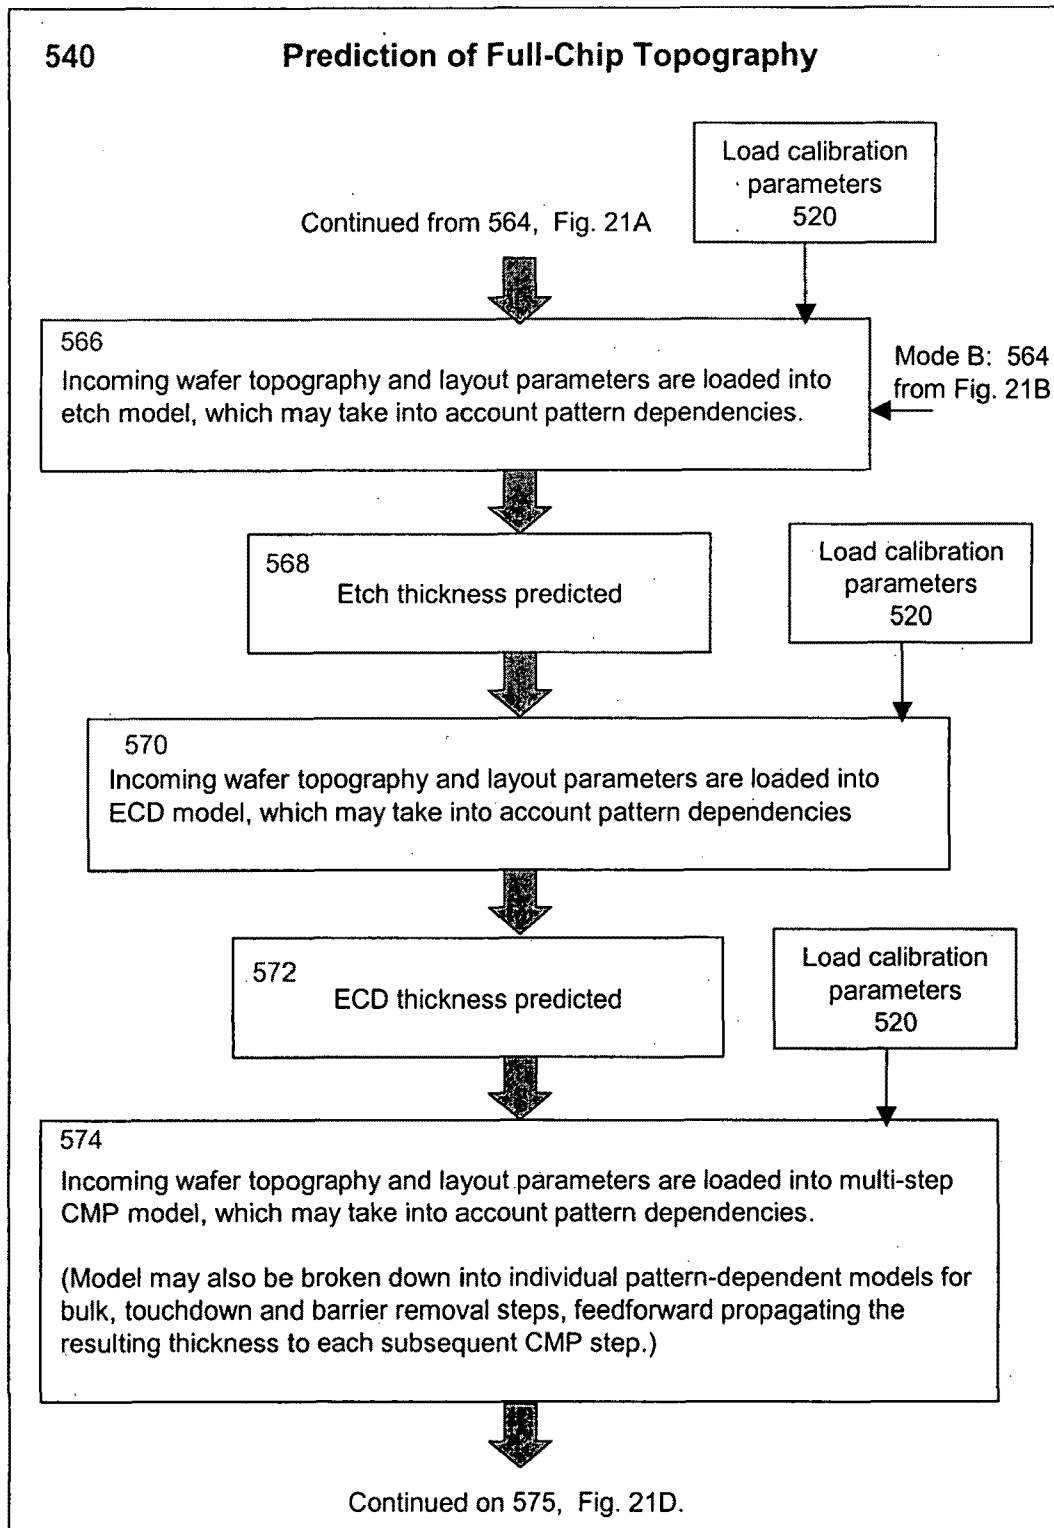 540 Prediction of Full-Chip Topography
Load calibration
parameters
520
Continued from 564, Fig. 21A
566
Incoming wafer topography and layout parameters are loaded into
etch model, which may take into account pattern dependencies.
Mode B: 564
from Fig. 21B
568
Etch thickness predicted
Load calibration
parameters
520
570
Incoming wafer topography and layout parameters are loaded into
ECD model, which may take into account pattern dependencies
572
ECD thickness predicted
Load calibration
parameters
520
574
Incoming wafer topography and layout parameters are loaded into multi-step
CMP model, which may take into account pattern dependencies.
(Model may also be broken down into individual pattern-dependent models for
bulk, touchdown and barrier removal steps, feedforward propagating the
resulting thickness to each subsequent CMP step.)
Continued on 575, Fig. 21D.